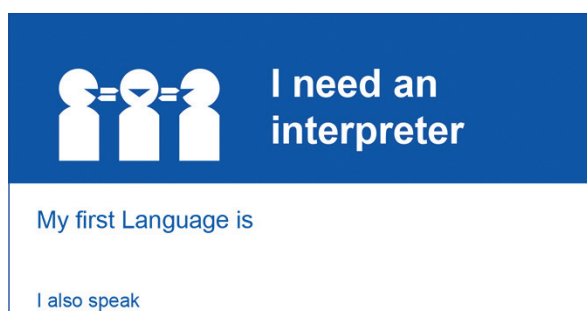 I need an
interpreter
My first Language is
I also speak